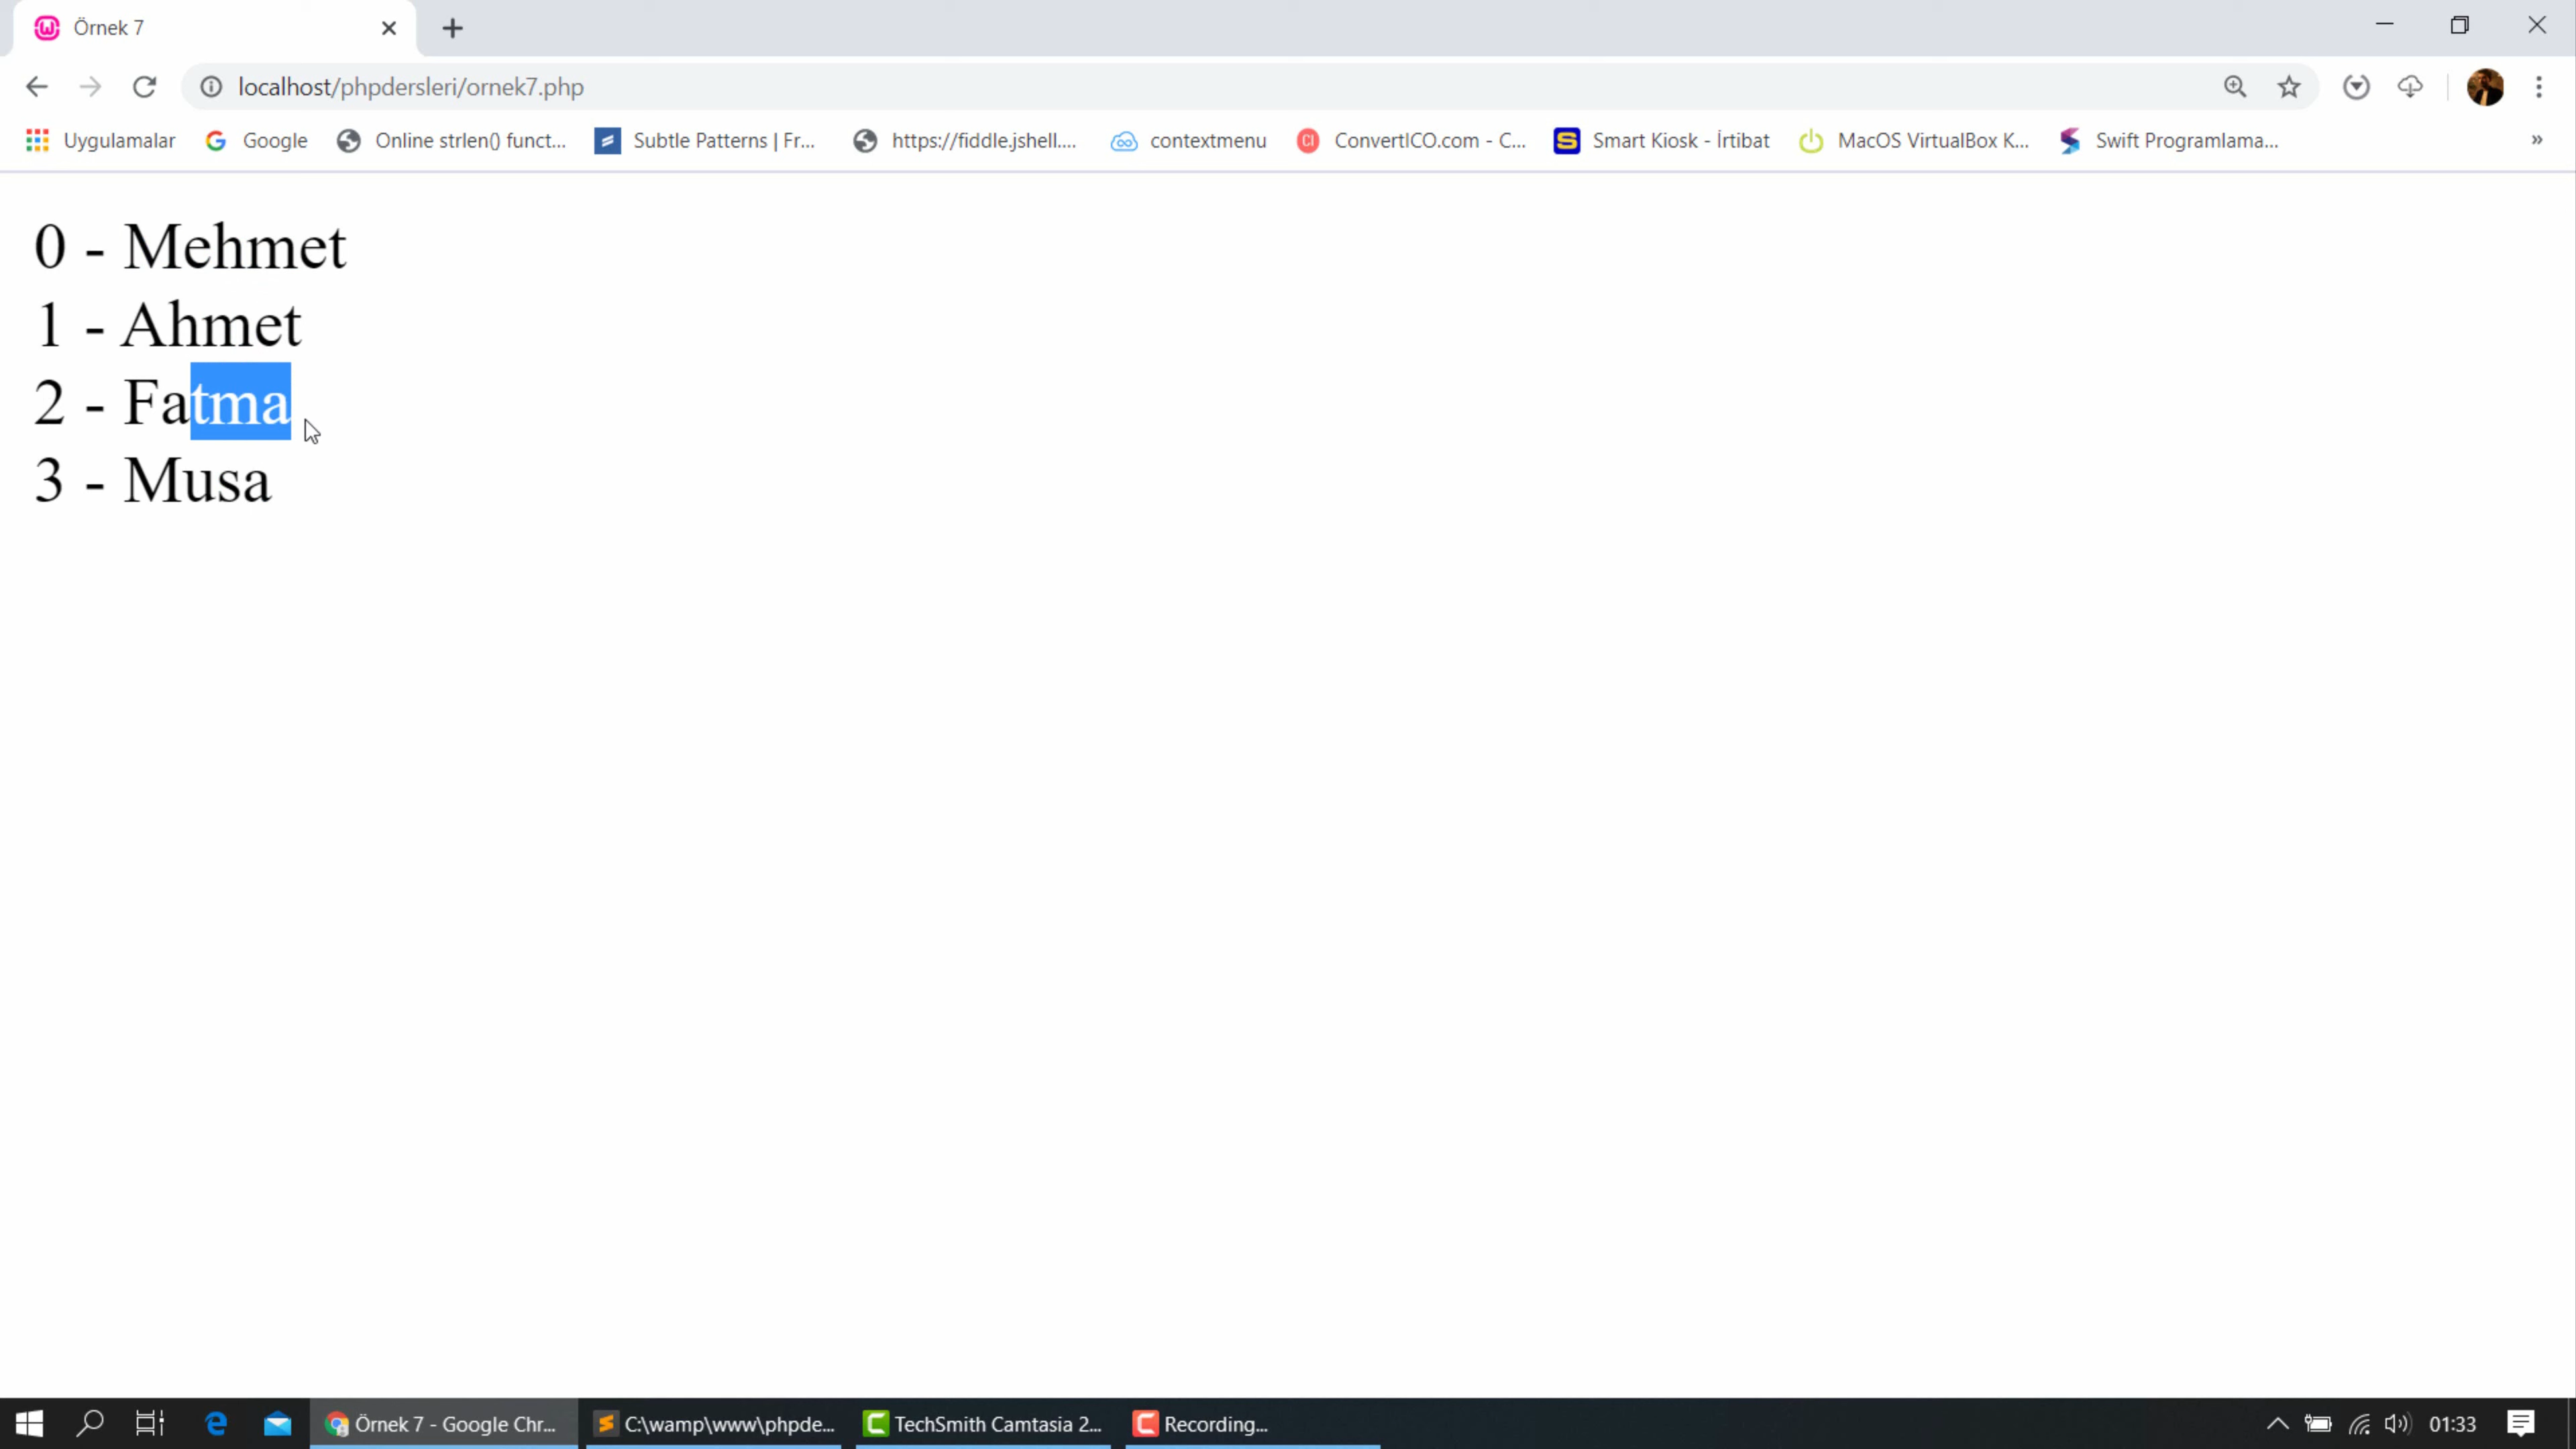 Örnek 7
localhost/phpdersleri/ornek7.php
Uygulamalar Google Online strlen() funct... Subtle Patterns | Fr... https://fiddle.jshell.... contextmenu CI ConvertICO.com - C... S Smart Kiosk - İrtibat MacOS VirtualBox K... Swift Programlama... »
0 - Mehmet
1 - Ahmet
2 - Fatma
3 - Musa
Örnek 7 - Google Chr... C:\wamp\www\phpde... TechSmith Camtasia 2... Recording... 01:33